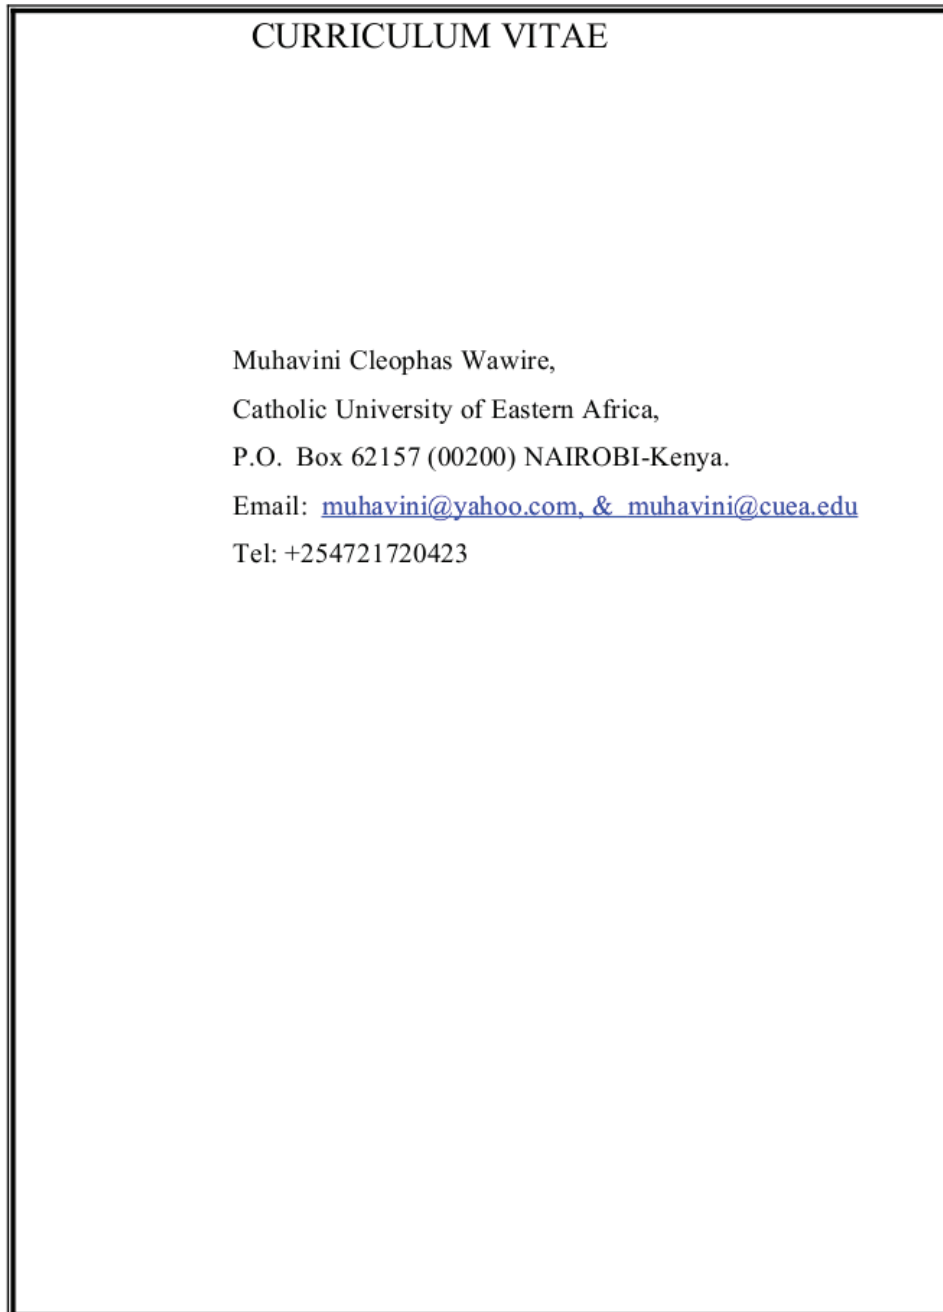 CURRICULUM VITAE
Muhavini Cleophas Wawire,
Catholic University of Eastern Africa,
P.O.  Box 62157 (00200) NAIROBI-Kenya.
Email:  muhavini@yahoo.com, &  muhavini@cuea.edu
Tel: +254721720423